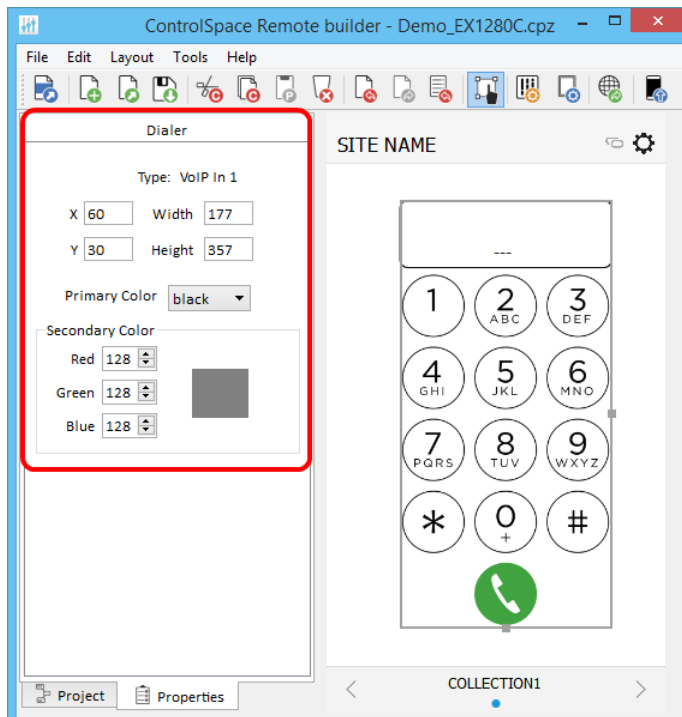 ControlSpace Remote builder - Demo_EX1280C.cpz
File Edit Layout Tools Help
Dialer
Type: VoIP In 1
X 60 Width 177
Y 30 Height 357
Primary Color black
Secondary Color
Red 128
Green 128
Blue 128
Project Properties
SITE NAME
---
1 2 3
ABC DEF
4 5 6
GHI JKL MNO
7 8 9
PQRS TUV WXYZ
* 0 #
+
COLLECTION1